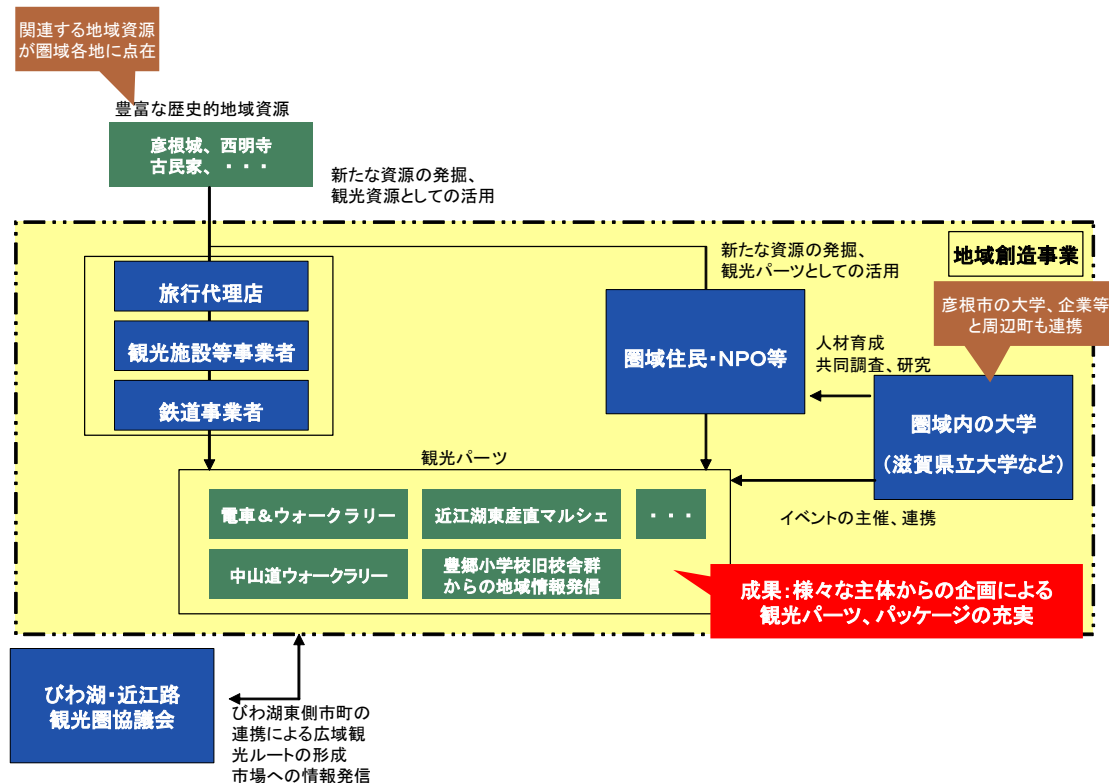 関連する地域資源
が圏域各地に点在
豊富な歴史的地域資源
彦根城、西明寺
古民家、・・・
新たな資源の発掘、
観光資源としての活用
地域創造事業
新たな資源の発掘、
観光パーツとしての活用
旅行代理店
観光施設等事業者
鉄道事業者
圏域住民・NPO等
彦根市の大学、企業等
と周辺町も連携
人材育成
共同調査、研究
圏域内の大学
（滋賀県立大学など）
観光パーツ
電車＆ウォークラリー
近江湖東産直マルシェ
・・・
中山道ウォークラリー
豊郷小学校旧校舎群
からの地域情報発信
イベントの主催、連携
成果：様々な主体からの企画による
観光パーツ、パッケージの充実
びわ湖・近江路
観光圏協議会
びわ湖東側市町の
連携による広域観
光ルートの形成
市場への情報発信